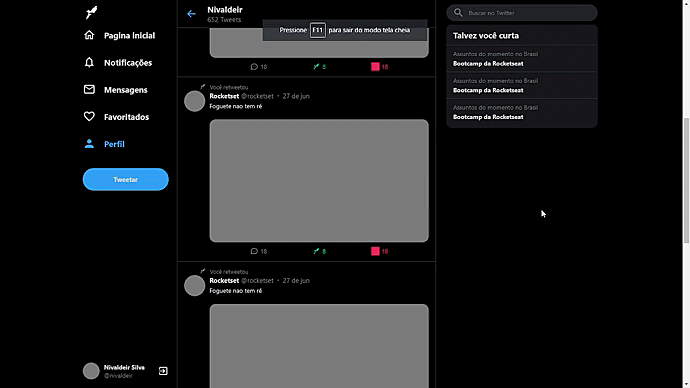 Nivaldeir
652 Tweets
Pressione F11 para sair do modo tela cheia
Buscar no Twitter
Pagina inicial
Notificações
Mensagens
Favoritados
Perfil
Tweetar
Nivaldeir Silva
@nivaldeir
18
8
18
Você retweetou
Rocketset @rocketset • 27 de jun
Foguete nao tem ré
18
8
18
Você retweetou
Rocketset @rocketset • 27 de jun
Foguete nao tem ré
Talvez você curta
Assuntos do momento no Brasil
Bootcamp da Rocketseat
Assuntos do momento no Brasil
Bootcamp da Rocketseat
Assuntos do momento no Brasil
Bootcamp da Rocketseat